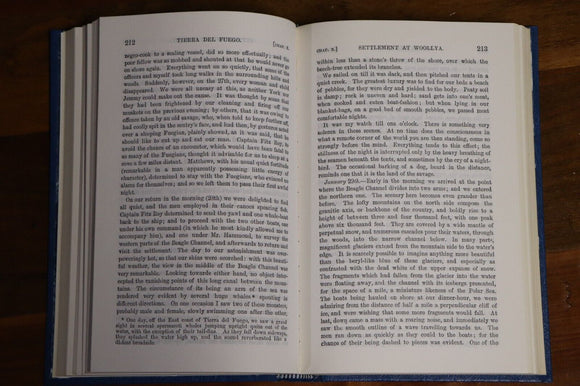 212 TIERRA DEL FUEGO. [CHAP. X.
negro-cook to a sealing vessel, did so more effectually; and the
poor fellow was so mobbed and shouted at that he would never go
on shore again. Everything went on so quietly, that some of the
officers and myself took long walks in the surrounding hills and
woods. Suddenly, however, on the 27th, every woman and child
disappeared. We were all uneasy at this, as neither York nor
Jemmy could make out the cause. It was thought by some that
they had been frightened by our cleaning and firing off our
muskets on the previous evening; by others, that it was owing to
offence taken by an old savage, who, when told to keep further off,
had coolly spit in the sentry's face, and had then, by gestures acted
over a sleeping Fuegian, plainly showed, as it was said, that he
should like to cut up and eat our man. Captain Fitz Roy, to
avoid the chance of an encounter, which would have been fatal to
so many of the Fuegians, thought it advisable for us to sleep at a
cove a few miles distant. Matthews, with his usual quiet fortitude
(remarkable in a man apparently possessing little energy of
character), determined to stay with the Fuegians, who evinced no
alarm for themselves; and so we left them to pass their first awful
night.
On our return in the morning (28th) we were delighted to find
all quiet, and the men employed in their canoes spearing fish.
Captain Fitz Roy determined to send the yawl and one whale-boat
back to the ship; and to proceed with the two other boats, one
under his own command (in which he most kindly allowed me to
accompany him), and one under Mr. Hammond, to survey the
western parts of the Beagle Channel, and afterwards to return and
visit the settlement. The day to our astonishment was over-
poweringly hot, so that our skins were scorched: with this beautiful
weather, the view in the middle of the Beagle Channel was
very remarkable. Looking towards either hand, no object inter-
cepted the vanishing points of this long canal between the moun-
tains. The circumstance of its being an arm of the sea was
rendered very evident by several huge whales* spouting in
different directions. On one occasion I saw two of these monsters,
probably male and female, slowly swimming one after the other,
* One day, off the East coast of Tierra del Fuego, we saw a grand
sight in several spermaceti whales jumping upright quite out of the
water, with the exception of their tail-fins. As they fell down sideways,
they splashed the water high up, and the sound reverberated like a
distant broadside.
CHAP. X.] SETTLEMENT AT WOOLLYA. 213
within less than a stone's throw of the shore, over which the
beech-tree extended its branches.
We sailed on till it was dark, and then pitched our tents in a
quiet creek. The greatest luxury was to find for our beds a beach
of pebbles, for they were dry and yielded to the body. Peaty soil
is damp; rock is uneven and hard; sand gets into one's meat,
when cooked and eaten boat-fashion; but when lying in our
blanket-bags, on a good bed of smooth pebbles, we passed most
comfortable nights.
It was my watch till one o'clock. There is something very
solemn in these scenes. At no time does the consciousness in
what a remote corner of the world you are then standing, come so
strongly before the mind. Everything tends to this effect; the
stillness of the night is interrupted only by the heavy breathing of
the seamen beneath the tents, and sometimes by the cry of a night-
bird. The occasional barking of a dog, heard in the distance,
reminds one that it is the land of the savage.
January 29th.—Early in the morning we arrived at the point
where the Beagle Channel divides into two arms; and we entered
the northern one. The scenery here becomes even grander than
before. The lofty mountains on the north side compose the
granitic axis, or backbone of the country, and boldly rise to a
height of between three and four thousand feet, with one peak
above six thousand feet. They are covered by a wide mantle of
perpetual snow, and numerous cascades pour their waters, through
the woods, into the narrow channel below. In many parts,
magnificent glaciers extend from the mountain side to the water's
edge. It is scarcely possible to imagine anything more beautiful
than the beryl-like blue of these glaciers, and especially as
contrasted with the dead white of the upper expanse of snow.
The fragments which had fallen from the glacier into the water
were floating away, and the channel with its icebergs presented,
for the space of a mile, a miniature likeness of the Polar Sea.
The boats being hauled on shore at our dinner-hour, we were
admiring from the distance of half a mile a perpendicular cliff of
ice, and were wishing that some more fragments would fall. At
last, down came a mass with a roaring noise, and immediately
we saw the smooth outline of a wave travelling towards us. The
men ran down as quickly as they could to the boats; for the
chance of their being dashed to pieces was evident. One of the